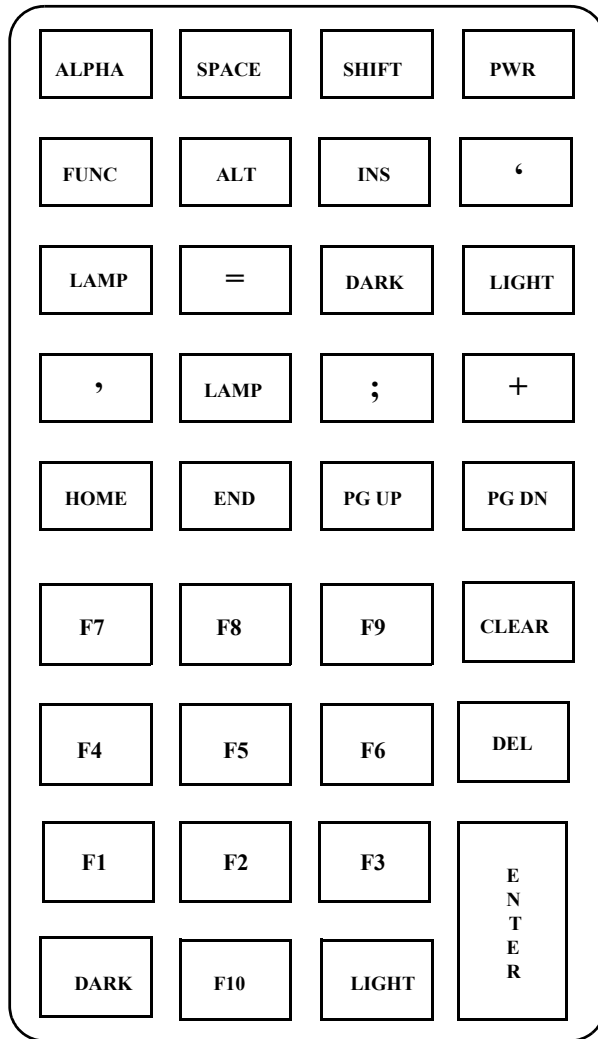 ALPHA SPACE SHIFT PWR
FUNC ALT INS ‘
LAMP = DARK LIGHT
’ LAMP ; +
HOME END PG UP PG DN
F7 F8 F9 CLEAR
F4 F5 F6 DEL
F1 F2 F3
E
N
T
E
R
DARK F10 LIGHT